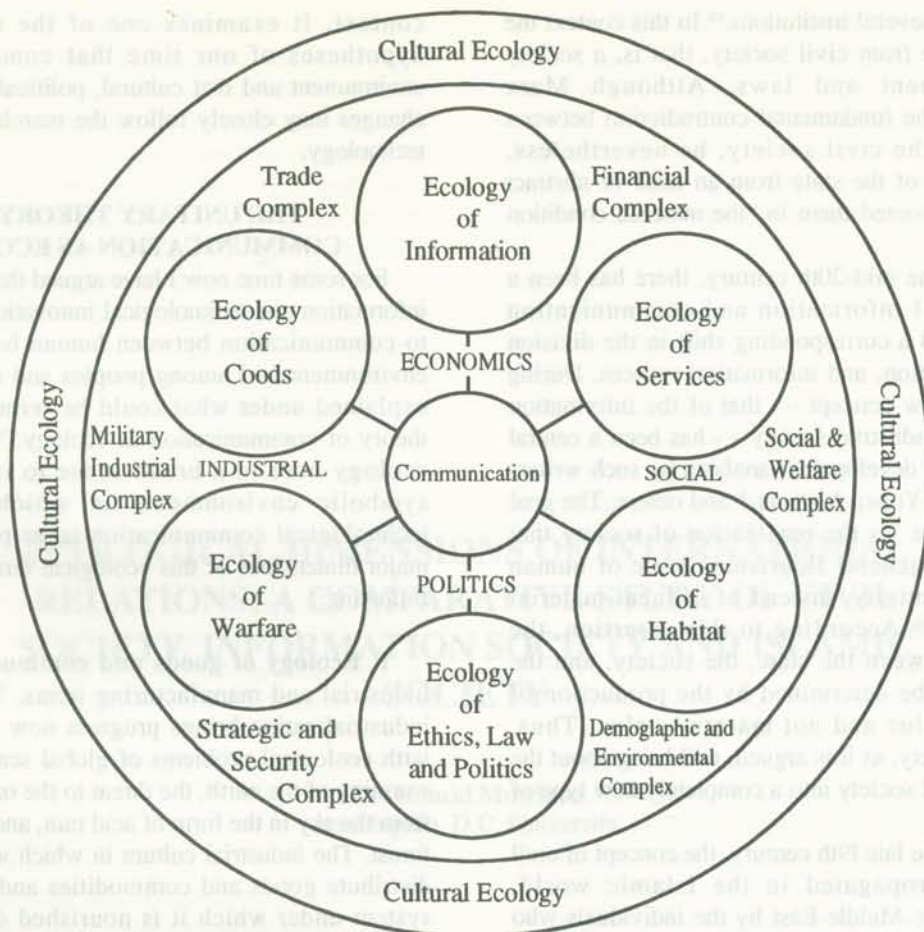 Cultural Ecology
Trade
Complex
Ecology
of
Information
Financial
Complex
Ecology
of
Coods
ECONOMICS
Ecology
of
Services
Cultural Ecology
Military
Industrial
Complex
INDUSTRIAL
Communication
SOCIAL
Social &
Welfare
Complex
Cultural Ecology
Ecology
of
Warfare
POLITICS
Ecology
of
Habitat
Ecology
of
Ethics, Law
and Politics
Strategic and
Security
Complex
Demoglaphic and
Environmental
Complex
Cultural Ecology